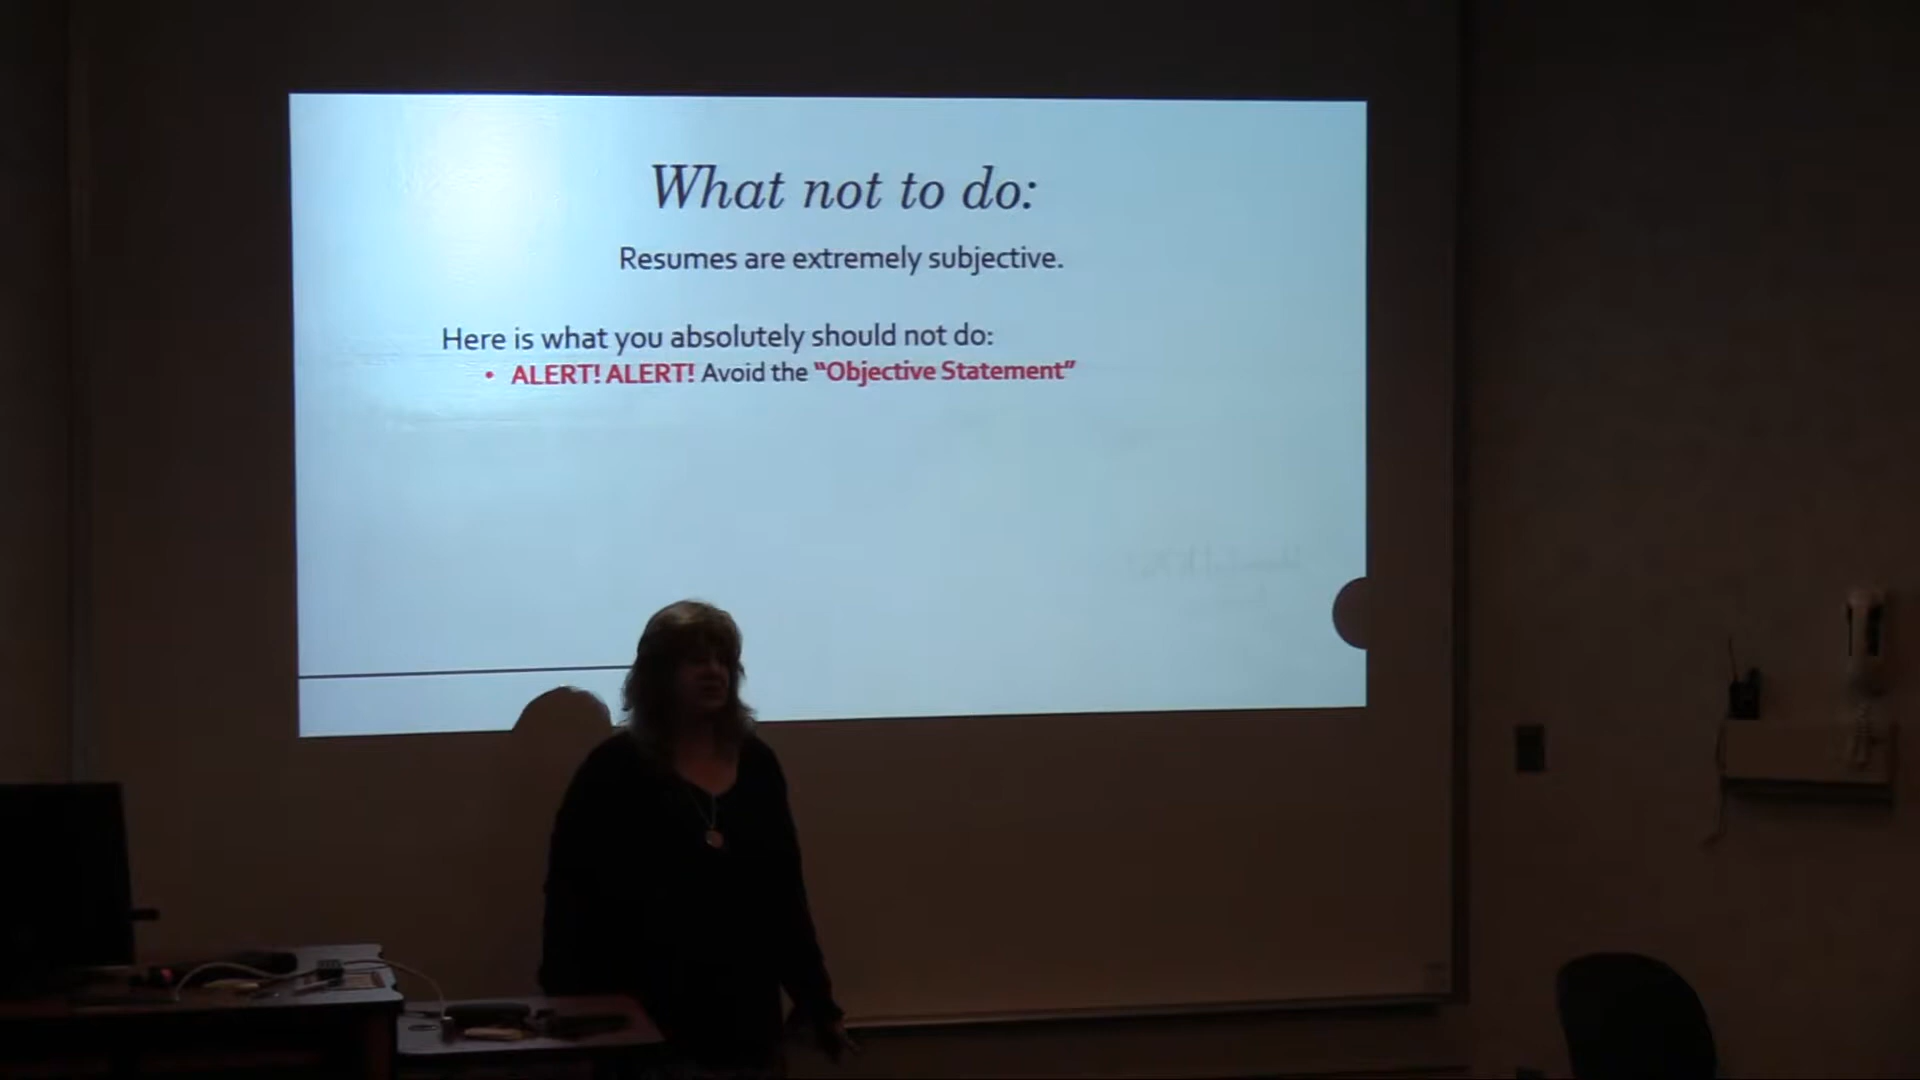 What not to do:
Resumes are extremely subjective.
Here is what you absolutely should not do:
• ALERT! ALERT! Avoid the “Objective Statement”